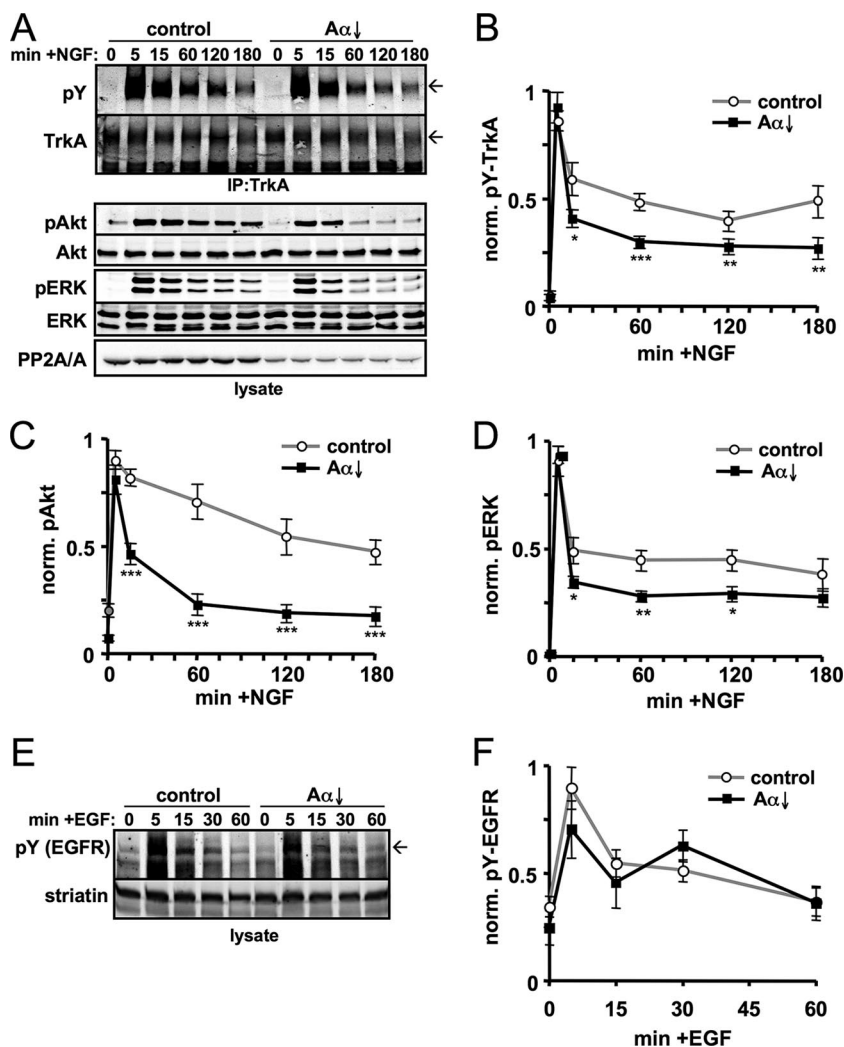 A
control Aα↓
min +NGF: 0 5 15 60 120 180 0 5 15 60 120 180
pY ←
TrkA ←
IP:TrkA
pAkt
Akt
pERK
ERK
PP2A/A
lysate
B
1
0.5
0
norm. pY-TrkA
control
Aα↓
* *** ** **
0 60 120 180
min +NGF
C
1
0.5
0
norm. pAkt
control
Aα↓
*** *** *** ***
0 60 120 180
min +NGF
D
1
0.5
0
norm. pERK
control
Aα↓
* ** *
0 60 120 180
min +NGF
E
control Aα↓
min +EGF: 0 5 15 30 60 0 5 15 30 60
pY (EGFR) ←
striatin
lysate
F
1
0.5
0
norm. pY-EGFR
control
Aα↓
0 15 30 45 60
min +EGF